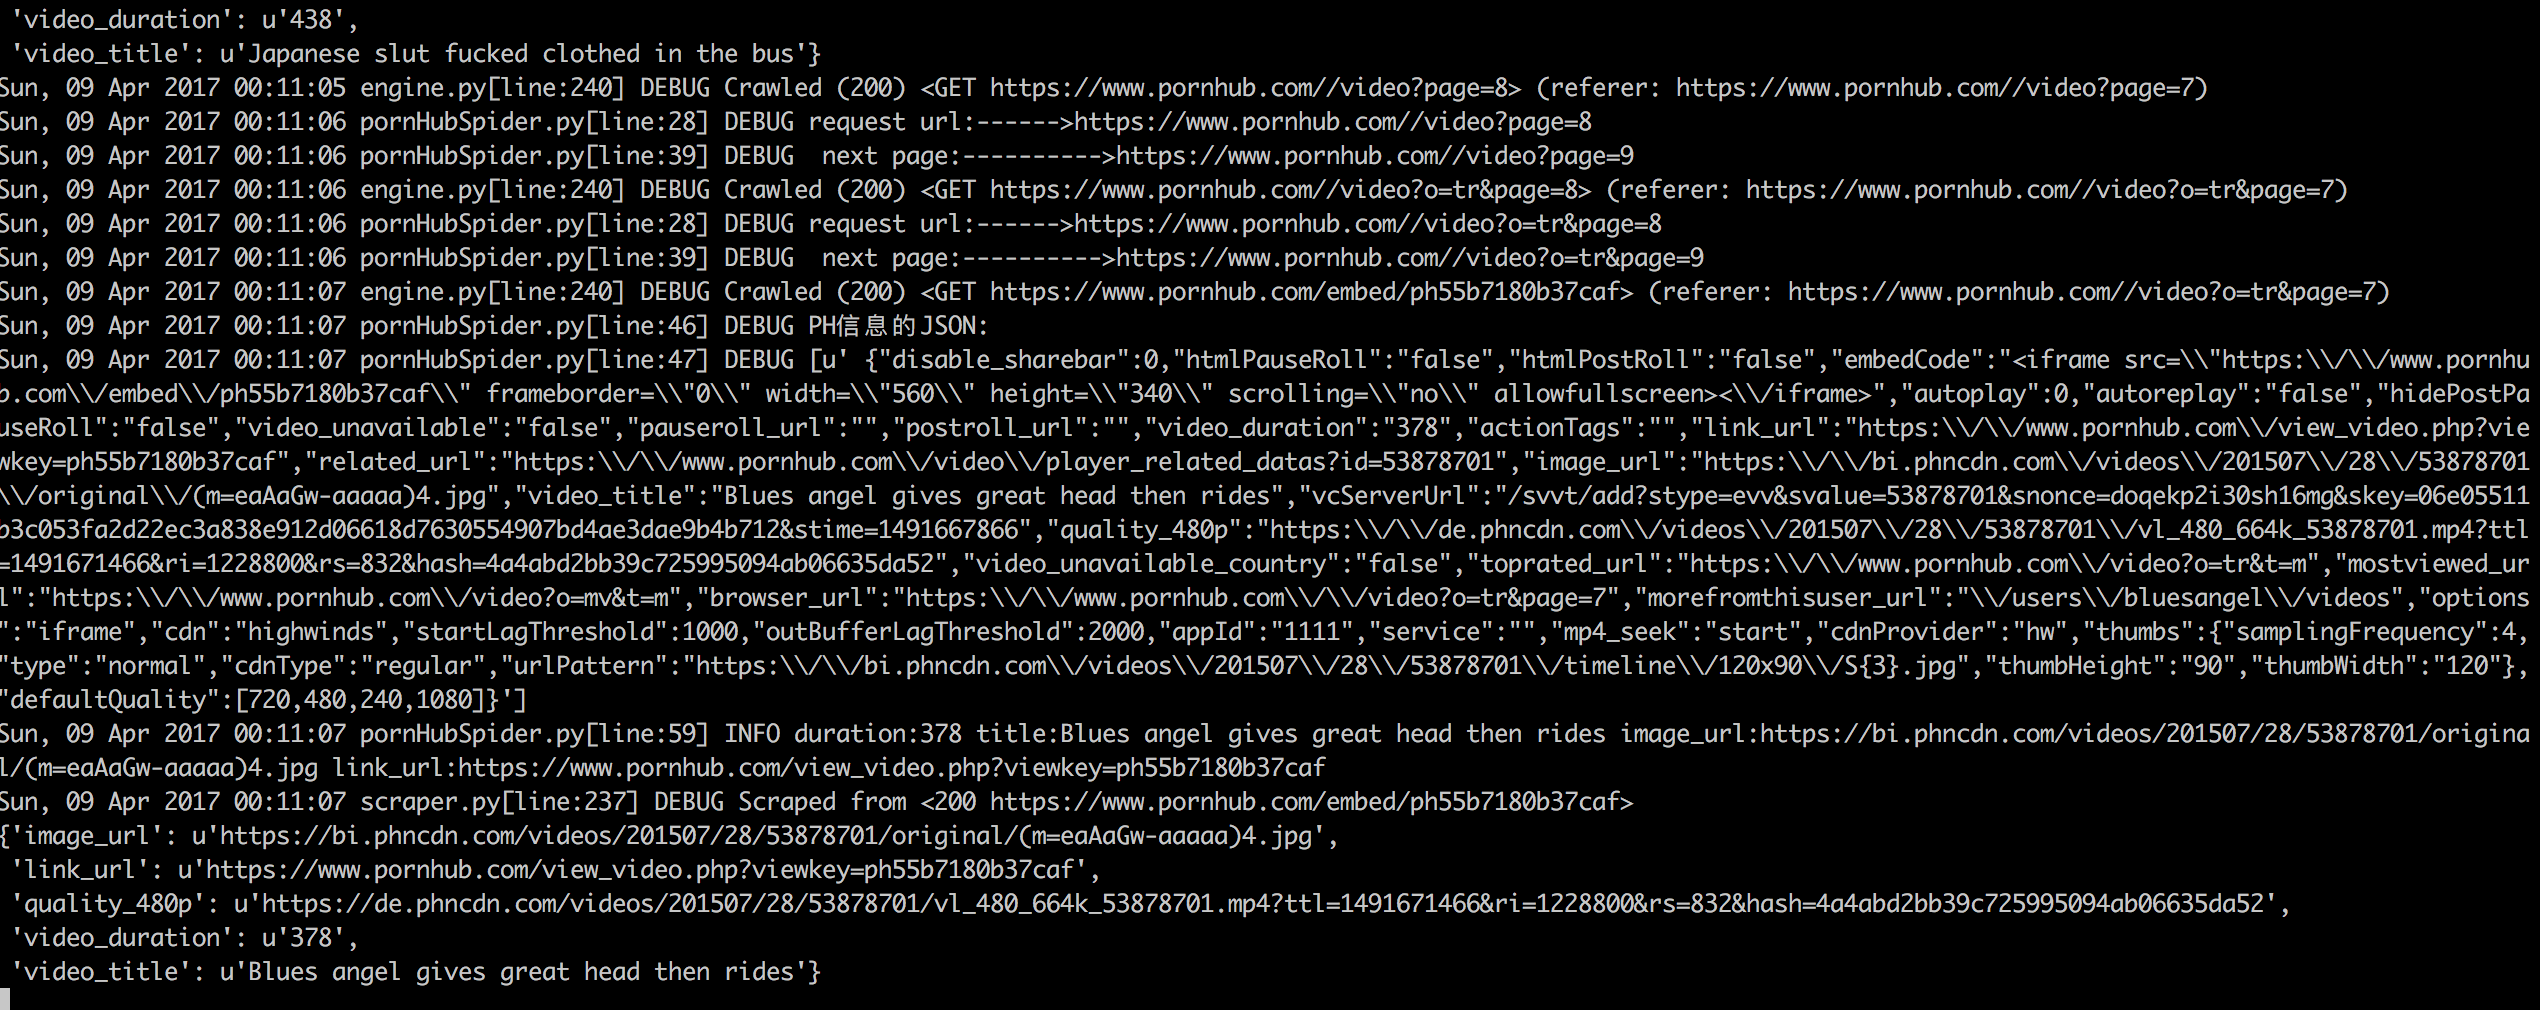 'video_duration': u'438',
'video_title': u'Japanese slut fucked clothed in the bus'}
Sun, 09 Apr 2017 00:11:05 engine.py[line:240] DEBUG Crawled (200) <GET https://www.pornhub.com//video?page=8> (referer: https://www.pornhub.com//video?page=7)
Sun, 09 Apr 2017 00:11:06 pornHubSpider.py[line:28] DEBUG request url:------>https://www.pornhub.com//video?page=8
Sun, 09 Apr 2017 00:11:06 pornHubSpider.py[line:39] DEBUG  next page:---------->https://www.pornhub.com//video?page=9
Sun, 09 Apr 2017 00:11:06 engine.py[line:240] DEBUG Crawled (200) <GET https://www.pornhub.com//video?o=tr&page=8> (referer: https://www.pornhub.com//video?o=tr&page=7)
Sun, 09 Apr 2017 00:11:06 pornHubSpider.py[line:28] DEBUG request url:------>https://www.pornhub.com//video?o=tr&page=8
Sun, 09 Apr 2017 00:11:06 pornHubSpider.py[line:39] DEBUG  next page:---------->https://www.pornhub.com//video?o=tr&page=9
Sun, 09 Apr 2017 00:11:07 engine.py[line:240] DEBUG Crawled (200) <GET https://www.pornhub.com/embed/ph55b7180b37caf> (referer: https://www.pornhub.com//video?o=tr&page=7)
Sun, 09 Apr 2017 00:11:07 pornHubSpider.py[line:46] DEBUG PH信息的JSON:
Sun, 09 Apr 2017 00:11:07 pornHubSpider.py[line:47] DEBUG [u' {"disable_sharebar":0,"htmlPauseRoll":"false","htmlPostRoll":"false","embedCode":"<iframe src=\\"https:\\/\\/www.pornhu
b.com\\/embed\\/ph55b7180b37caf\\" frameborder=\\"0\\" width=\\"560\\" height=\\"340\\" scrolling=\\"no\\" allowfullscreen><\\/iframe>","autoplay":0,"autoreplay":"false","hidePostPa
useRoll":"false","video_unavailable":"false","pauseroll_url":"","postroll_url":"","video_duration":"378","actionTags":"","link_url":"https:\\/\\/www.pornhub.com\\/view_video.php?vie
wkey=ph55b7180b37caf","related_url":"https:\\/\\/www.pornhub.com\\/video\\/player_related_datas?id=53878701","image_url":"https:\\/\\/bi.phncdn.com\\/videos\\/201507\\/28\\/53878701
\\/original\\/(m=eaAaGw-aaaaa)4.jpg","video_title":"Blues angel gives great head then rides","vcServerUrl":"/svvt/add?stype=evv&svalue=53878701&snonce=doqekp2i30sh16mg&skey=06e05511
b3c053fa2d22ec3a838e912d06618d7630554907bd4ae3dae9b4b712&stime=1491667866","quality_480p":"https:\\/\\/de.phncdn.com\\/videos\\/201507\\/28\\/53878701\\/vl_480_664k_53878701.mp4?ttl
=1491671466&ri=1228800&rs=832&hash=4a4abd2bb39c725995094ab06635da52","video_unavailable_country":"false","toprated_url":"https:\\/\\/www.pornhub.com\\/video?o=tr&t=m","mostviewed_ur
l":"https:\\/\\/www.pornhub.com\\/video?o=mv&t=m","browser_url":"https:\\/\\/www.pornhub.com\\/\\/video?o=tr&page=7","morefromthisuser_url":"\\/users\\/bluesangel\\/videos","options
":"iframe","cdn":"highwinds","startLagThreshold":1000,"outBufferLagThreshold":2000,"appId":"1111","service":"","mp4_seek":"start","cdnProvider":"hw","thumbs":{"samplingFrequency":4,
"type":"normal","cdnType":"regular","urlPattern":"https:\\/\\/bi.phncdn.com\\/videos\\/201507\\/28\\/53878701\\/timeline\\/120x90\\/S{3}.jpg","thumbHeight":"90","thumbWidth":"120"},
"defaultQuality":[720,480,240,1080]}']
Sun, 09 Apr 2017 00:11:07 pornHubSpider.py[line:59] INFO duration:378 title:Blues angel gives great head then rides image_url:https://bi.phncdn.com/videos/201507/28/53878701/origina
l/(m=eaAaGw-aaaaa)4.jpg link_url:https://www.pornhub.com/view_video.php?viewkey=ph55b7180b37caf
Sun, 09 Apr 2017 00:11:07 scraper.py[line:237] DEBUG Scraped from <200 https://www.pornhub.com/embed/ph55b7180b37caf>
{'image_url': u'https://bi.phncdn.com/videos/201507/28/53878701/original/(m=eaAaGw-aaaaa)4.jpg',
'link_url': u'https://www.pornhub.com/view_video.php?viewkey=ph55b7180b37caf',
'quality_480p': u'https://de.phncdn.com/videos/201507/28/53878701/vl_480_664k_53878701.mp4?ttl=1491671466&ri=1228800&rs=832&hash=4a4abd2bb39c725995094ab06635da52',
'video_duration': u'378',
'video_title': u'Blues angel gives great head then rides'}